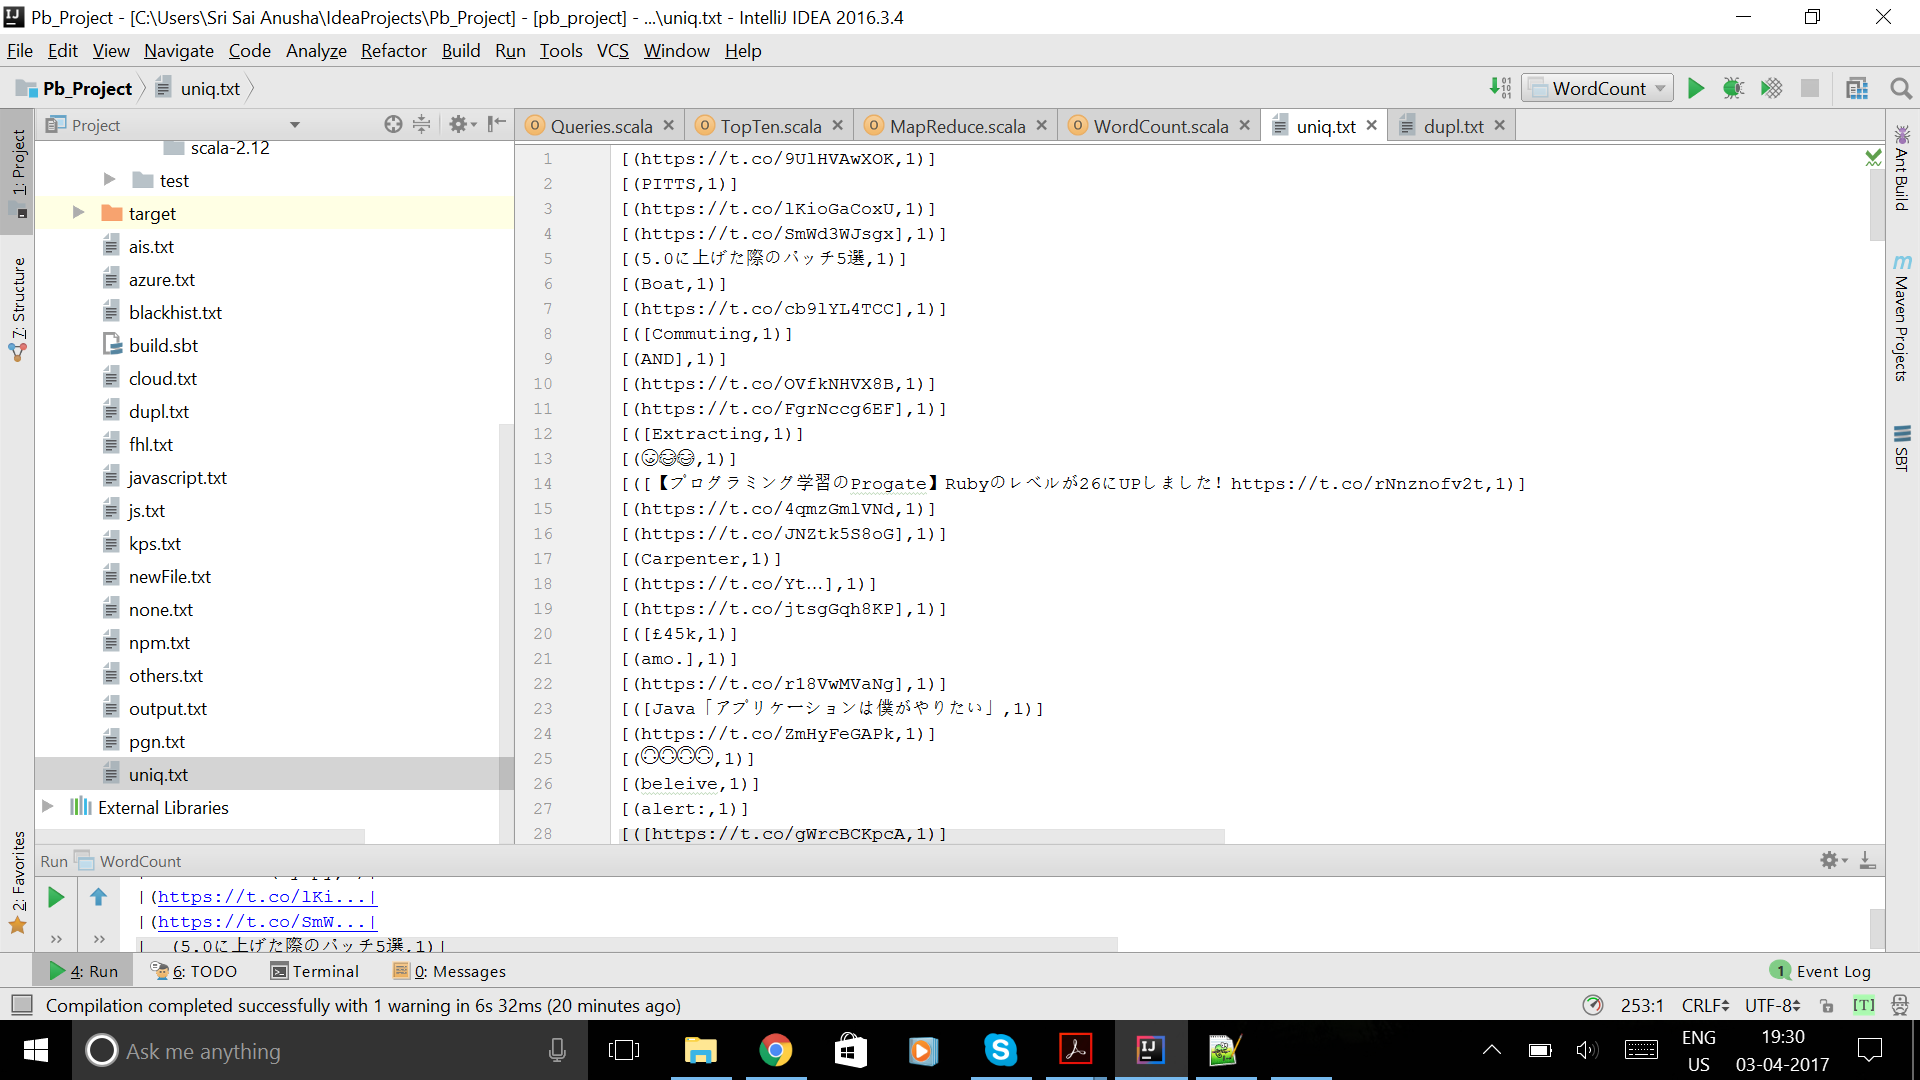 Pb_Project - [C:\Users\Sri Sai Anusha\IdeaProjects\Pb_Project] - [pb_project] - ...\uniq.txt - IntelliJ IDEA 2016.3.4
File Edit View Navigate Code Analyze Refactor Build Run Tools VCS Window Help
Pb_Project uniq.txt
WordCount
Project
Queries.scala TopTen.scala MapReduce.scala WordCount.scala uniq.txt dupl.txt
1: Project
7: Structure
2: Favorites
scala-2.12
test
target
ais.txt
azure.txt
blackhist.txt
build.sbt
cloud.txt
dupl.txt
fhl.txt
javascript.txt
js.txt
kps.txt
newFile.txt
none.txt
npm.txt
others.txt
output.txt
pgn.txt
uniq.txt
External Libraries
1 [(https://t.co/9UlHVAwXOK,1)]
2 [(PITTS,1)]
3 [(https://t.co/lKioGaCoxU,1)]
4 [(https://t.co/SmWd3WJsgx],1)]
5 [(5.0に上げた際のパッチ5選,1)]
6 [(Boat,1)]
7 [(https://t.co/cb9lYL4TCC],1)]
8 [([Commuting,1)]
9 [(AND],1)]
10 [(https://t.co/OVfkNHVX8B,1)]
11 [(https://t.co/FgrNccg6EF],1)]
12 [([Extracting,1)]
13 [(😂😂😂,1)]
14 [([【プログラミング学習のProgate】Rubyのレベルが26にUPしました! https://t.co/rNnznofv2t,1)]
15 [(https://t.co/4qmzGmlVNd,1)]
16 [(https://t.co/JNZtk5S8oG],1)]
17 [(Carpenter,1)]
18 [(https://t.co/Yt…],1)]
19 [(https://t.co/jtsgGqh8KP],1)]
20 [([£45k,1)]
21 [(amo.],1)]
22 [(https://t.co/r18VwMVaNg],1)]
23 [([Java「アプリケーションは僕がやりたい」,1)]
24 [(https://t.co/ZmHyFeGAPk,1)]
25 [(🙃🙃🙃🙃,1)]
26 [(beleive,1)]
27 [(alert:,1)]
28 [([https://t.co/gWrcBCKpcA,1)]
Ant Build
Maven Projects
SBT
Run WordCount
|(https://t.co/lKi...|
|(https://t.co/SmW...|
| (5.0に上げた際のパッチ5選,1)|
4: Run 6: TODO Terminal 0: Messages 1 Event Log
Compilation completed successfully with 1 warning in 6s 32ms (20 minutes ago) 253:1 CRLF UTF-8 [T]
Ask me anything
ENG
US
19:30
03-04-2017